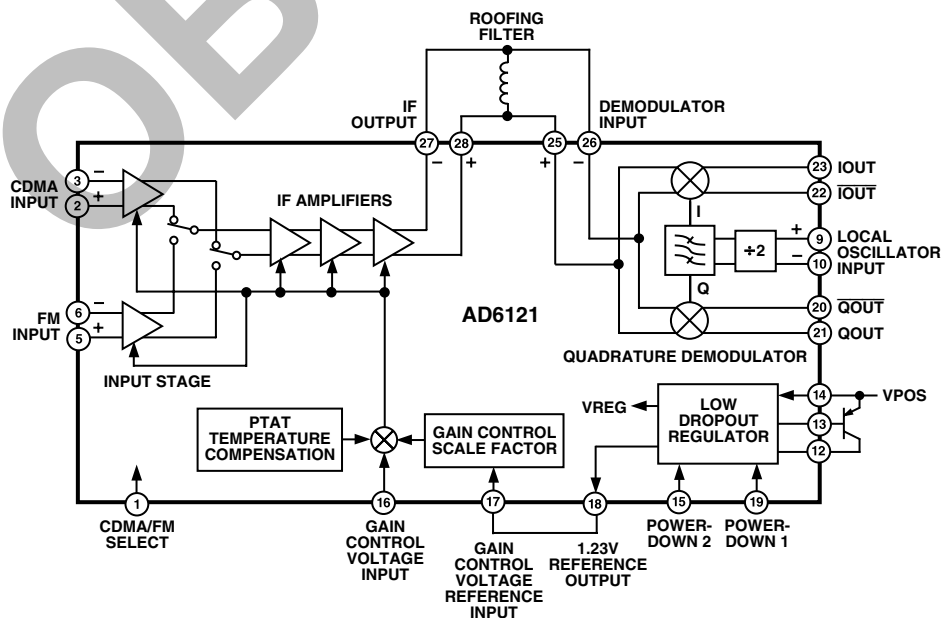 OB
ROOFING
FILTER
IF
OUTPUT
DEMODULATOR
INPUT
27
28
25
26
−
+
+
−
CDMA
INPUT
3
−
2
+
IF AMPLIFIERS
23
IOUT
22
IOUT
I
÷2
+
9
−
10
LOCAL
OSCILLATOR
INPUT
Q
FM
INPUT
6
−
5
+
AD6121
20
QOUT
21
QOUT
INPUT STAGE
QUADRATURE DEMODULATOR
PTAT
TEMPERATURE
COMPENSATION
GAIN CONTROL
SCALE FACTOR
VREG
LOW
DROPOUT
REGULATOR
14
VPOS
13
12
1
16
17
18
15
19
CDMA/FM
SELECT
GAIN
CONTROL
VOLTAGE
INPUT
GAIN
CONTROL
VOLTAGE
REFERENCE
INPUT
1.23V
REFERENCE
OUTPUT
POWER-
DOWN 2
POWER-
DOWN 1